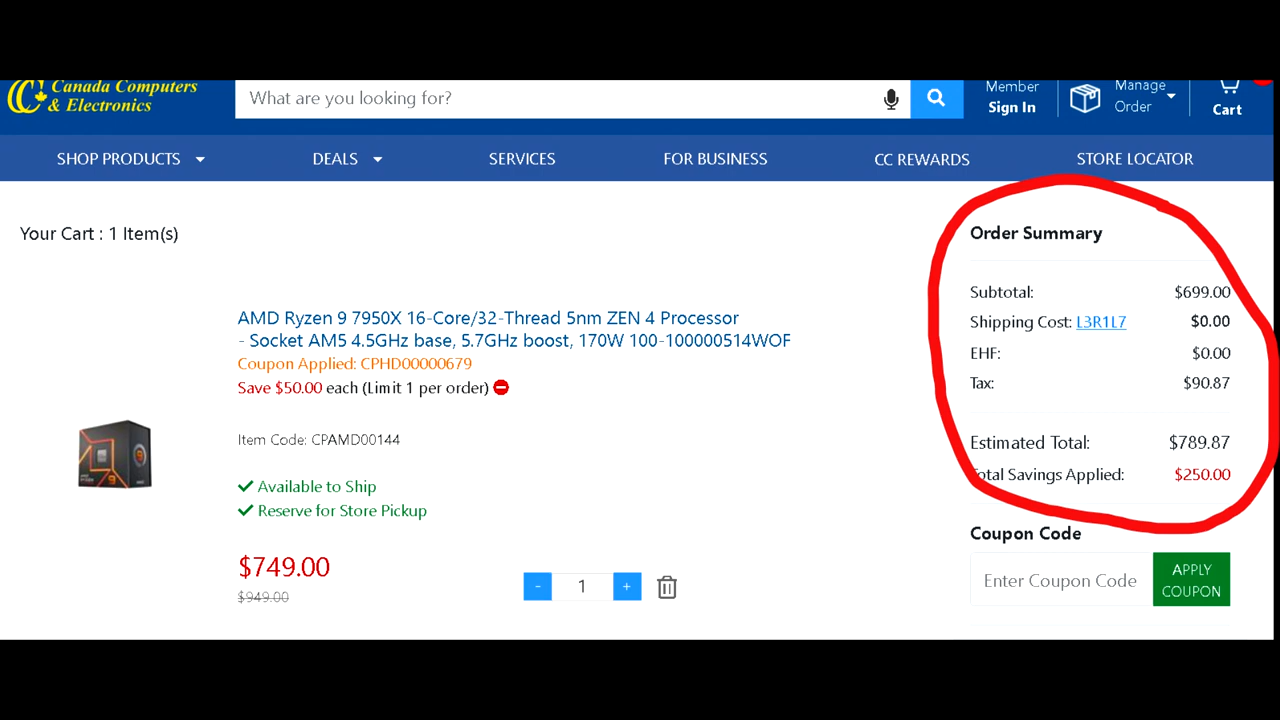 Canada Computers
& Electronics
What are you looking for?
Member
Sign In
Manage
Order
Cart
SHOP PRODUCTS
DEALS
SERVICES
FOR BUSINESS
CC REWARDS
STORE LOCATOR
Your Cart : 1 Item(s)
AMD Ryzen 9 7950X 16-Core/32-Thread 5nm ZEN 4 Processor
- Socket AM5 4.5GHz base, 5.7GHz boost, 170W 100-100000514WOF
Coupon Applied: CPHD00000679
Save $50.00 each (Limit 1 per order)
Item Code: CPAMD00144
Available to Ship
Reserve for Store Pickup
$749.00
$949.00
- 1 +
Order Summary
Subtotal: $699.00
Shipping Cost: L3R1L7 $0.00
EHF: $0.00
Tax: $90.87
Estimated Total: $789.87
Total Savings Applied: $250.00
Coupon Code
Enter Coupon Code
APPLY
COUPON